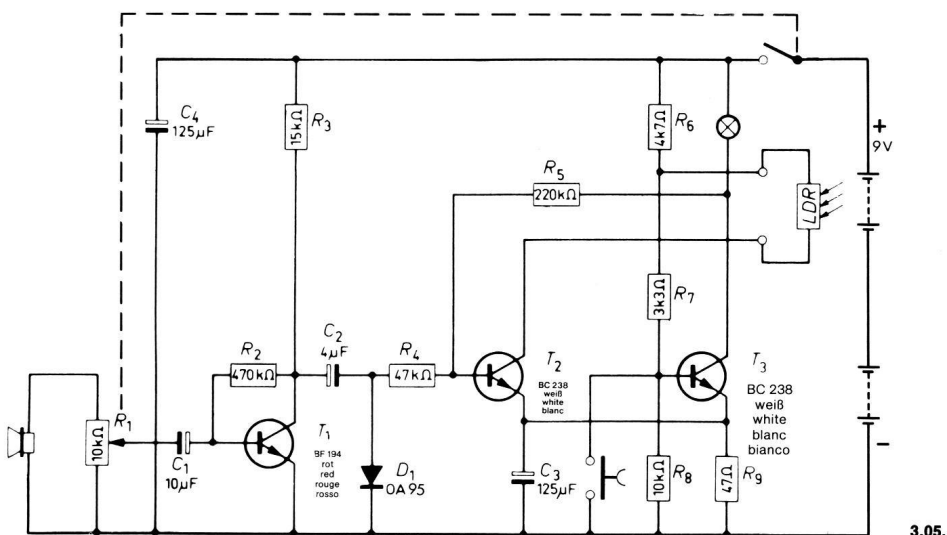 C4
125µF
15kΩ
R3
4k7Ω
R6
+
9V
R5
220kΩ
LDR
3k3Ω
R7
C2
4µF
R2
470kΩ
R4
47kΩ
T2
BC 238
weiß
white
blanc
T3
BC 238
weiß
white
blanc
bianco
R1
10kΩ
C1
10µF
T1
BF 194
rot
red
rouge
rosso
D1
OA 95
C3
125µF
10kΩ
R8
47Ω
R9
−
3.05.